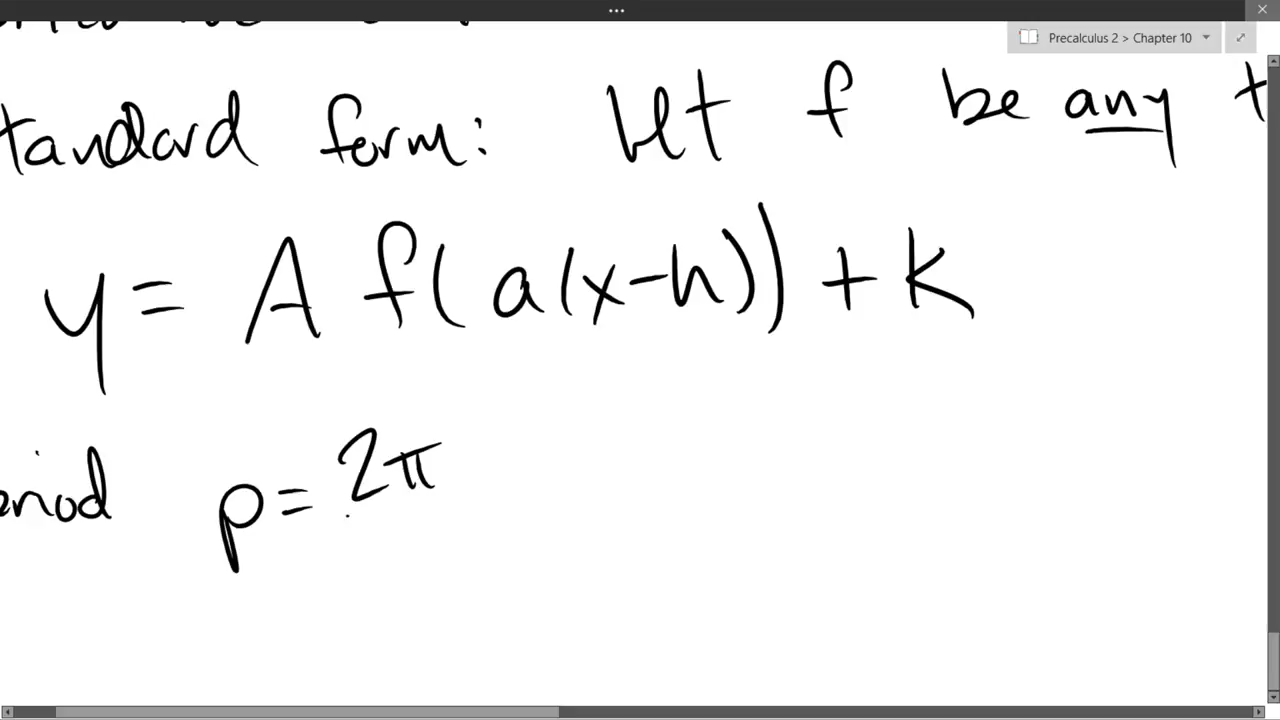 Precalculus 2 > Chapter 10
tandard form: Let f be any t
y = A f( a(x-h)) + k
eriod p = 2π